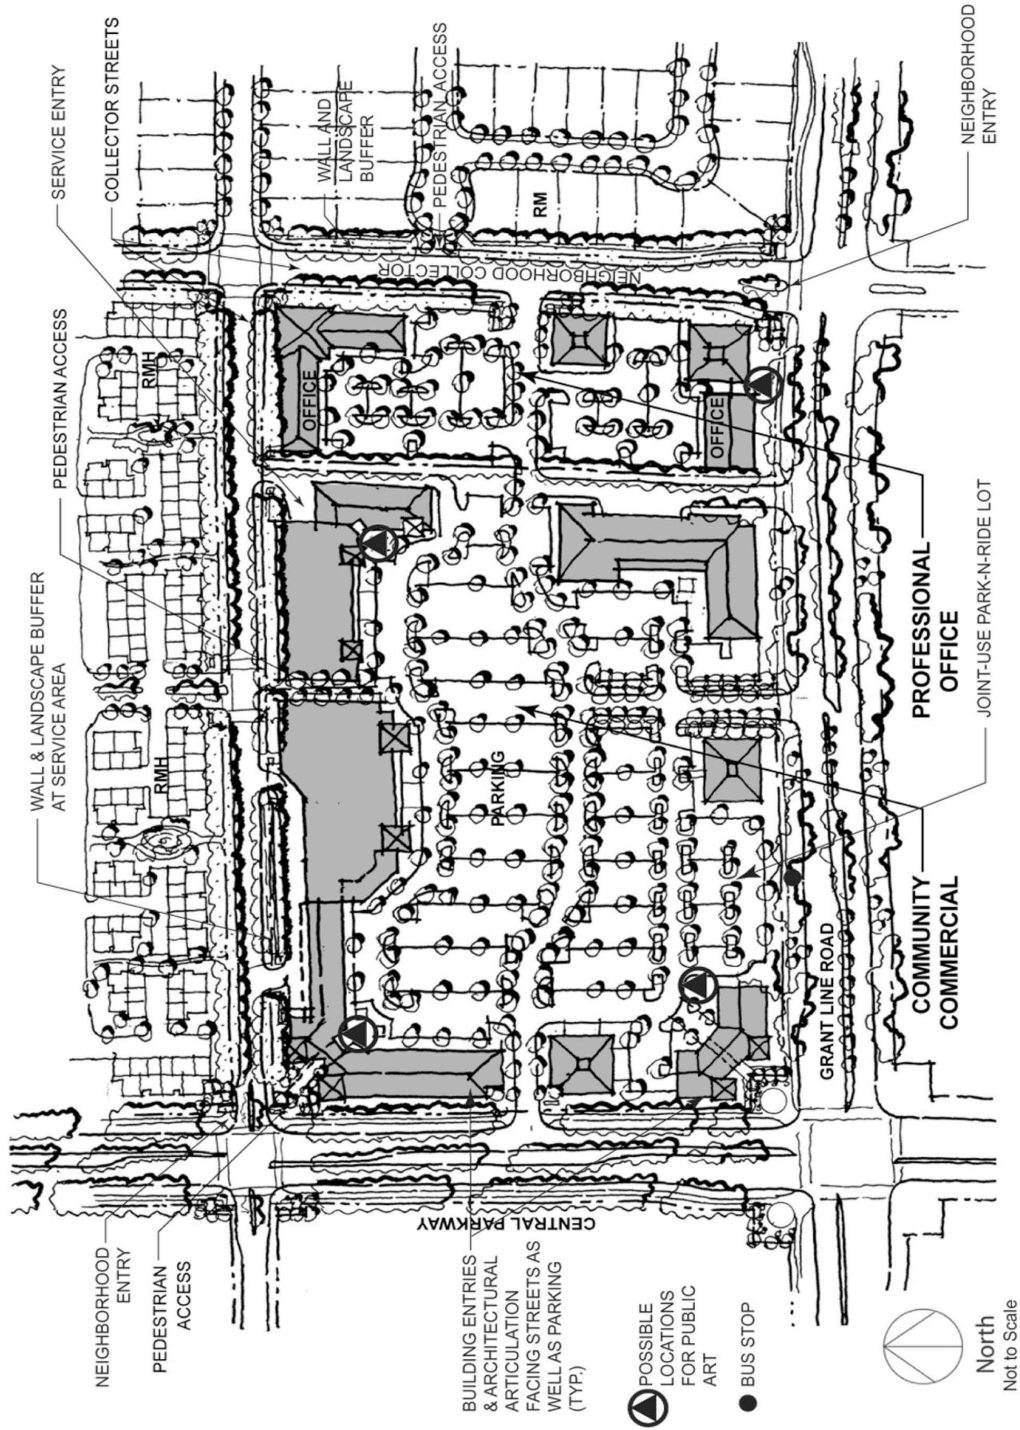 SERVICE ENTRY
COLLECTOR STREETS
PEDESTRIAN ACCESS
WALL & LANDSCAPE BUFFER
AT SERVICE AREA
WALL AND
LANDSCAPE
BUFFER
PEDESTRIAN ACCESS
NEIGHBORHOOD
ENTRY
RMH
RMH
RM
NEIGHBORHOOD COLLECTOR
OFFICE
OFFICE
PARKING
PROFESSIONAL
OFFICE
JOINT-USE PARK-N-RIDE LOT
COMMUNITY
COMMERCIAL
GRANT LINE ROAD
CENTRAL PARKWAY
NEIGHBORHOOD
ENTRY
PEDESTRIAN
ACCESS
BUILDING ENTRIES
& ARCHITECTURAL
ARTICULATION
FACING STREETS AS
WELL AS PARKING
(TYP.)
POSSIBLE
LOCATIONS
FOR PUBLIC
ART
BUS STOP
North
Not to Scale